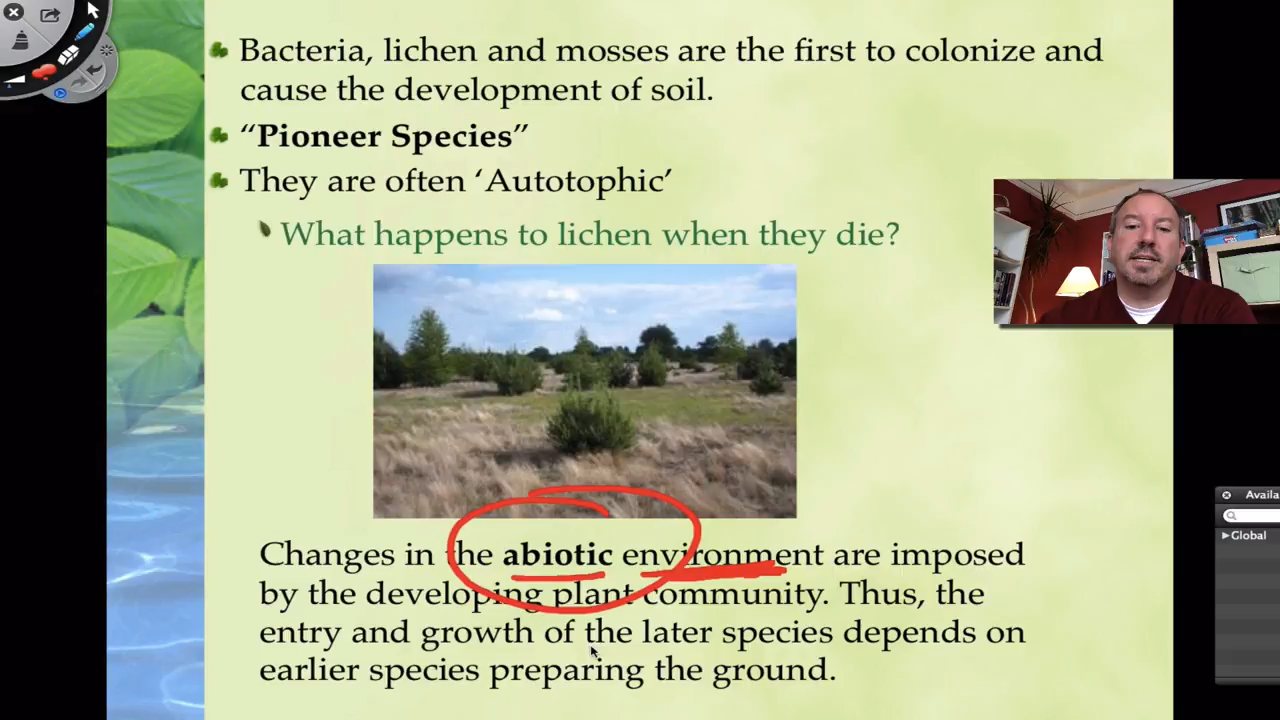 Bacteria, lichen and mosses are the first to colonize and
cause the development of soil.
“Pioneer Species”
They are often ‘Autotophic’
What happens to lichen when they die?
Changes in the abiotic environment are imposed
by the developing plant community. Thus, the
entry and growth of the later species depends on
earlier species preparing the ground.
Availa
Global